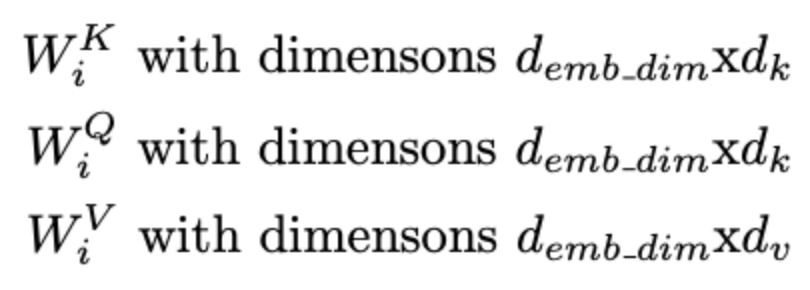 W_i^K with dimensons d_{emb_dim}xd_k
W_i^Q with dimensons d_{emb_dim}xd_k
W_i^V with dimensons d_{emb_dim}xd_v